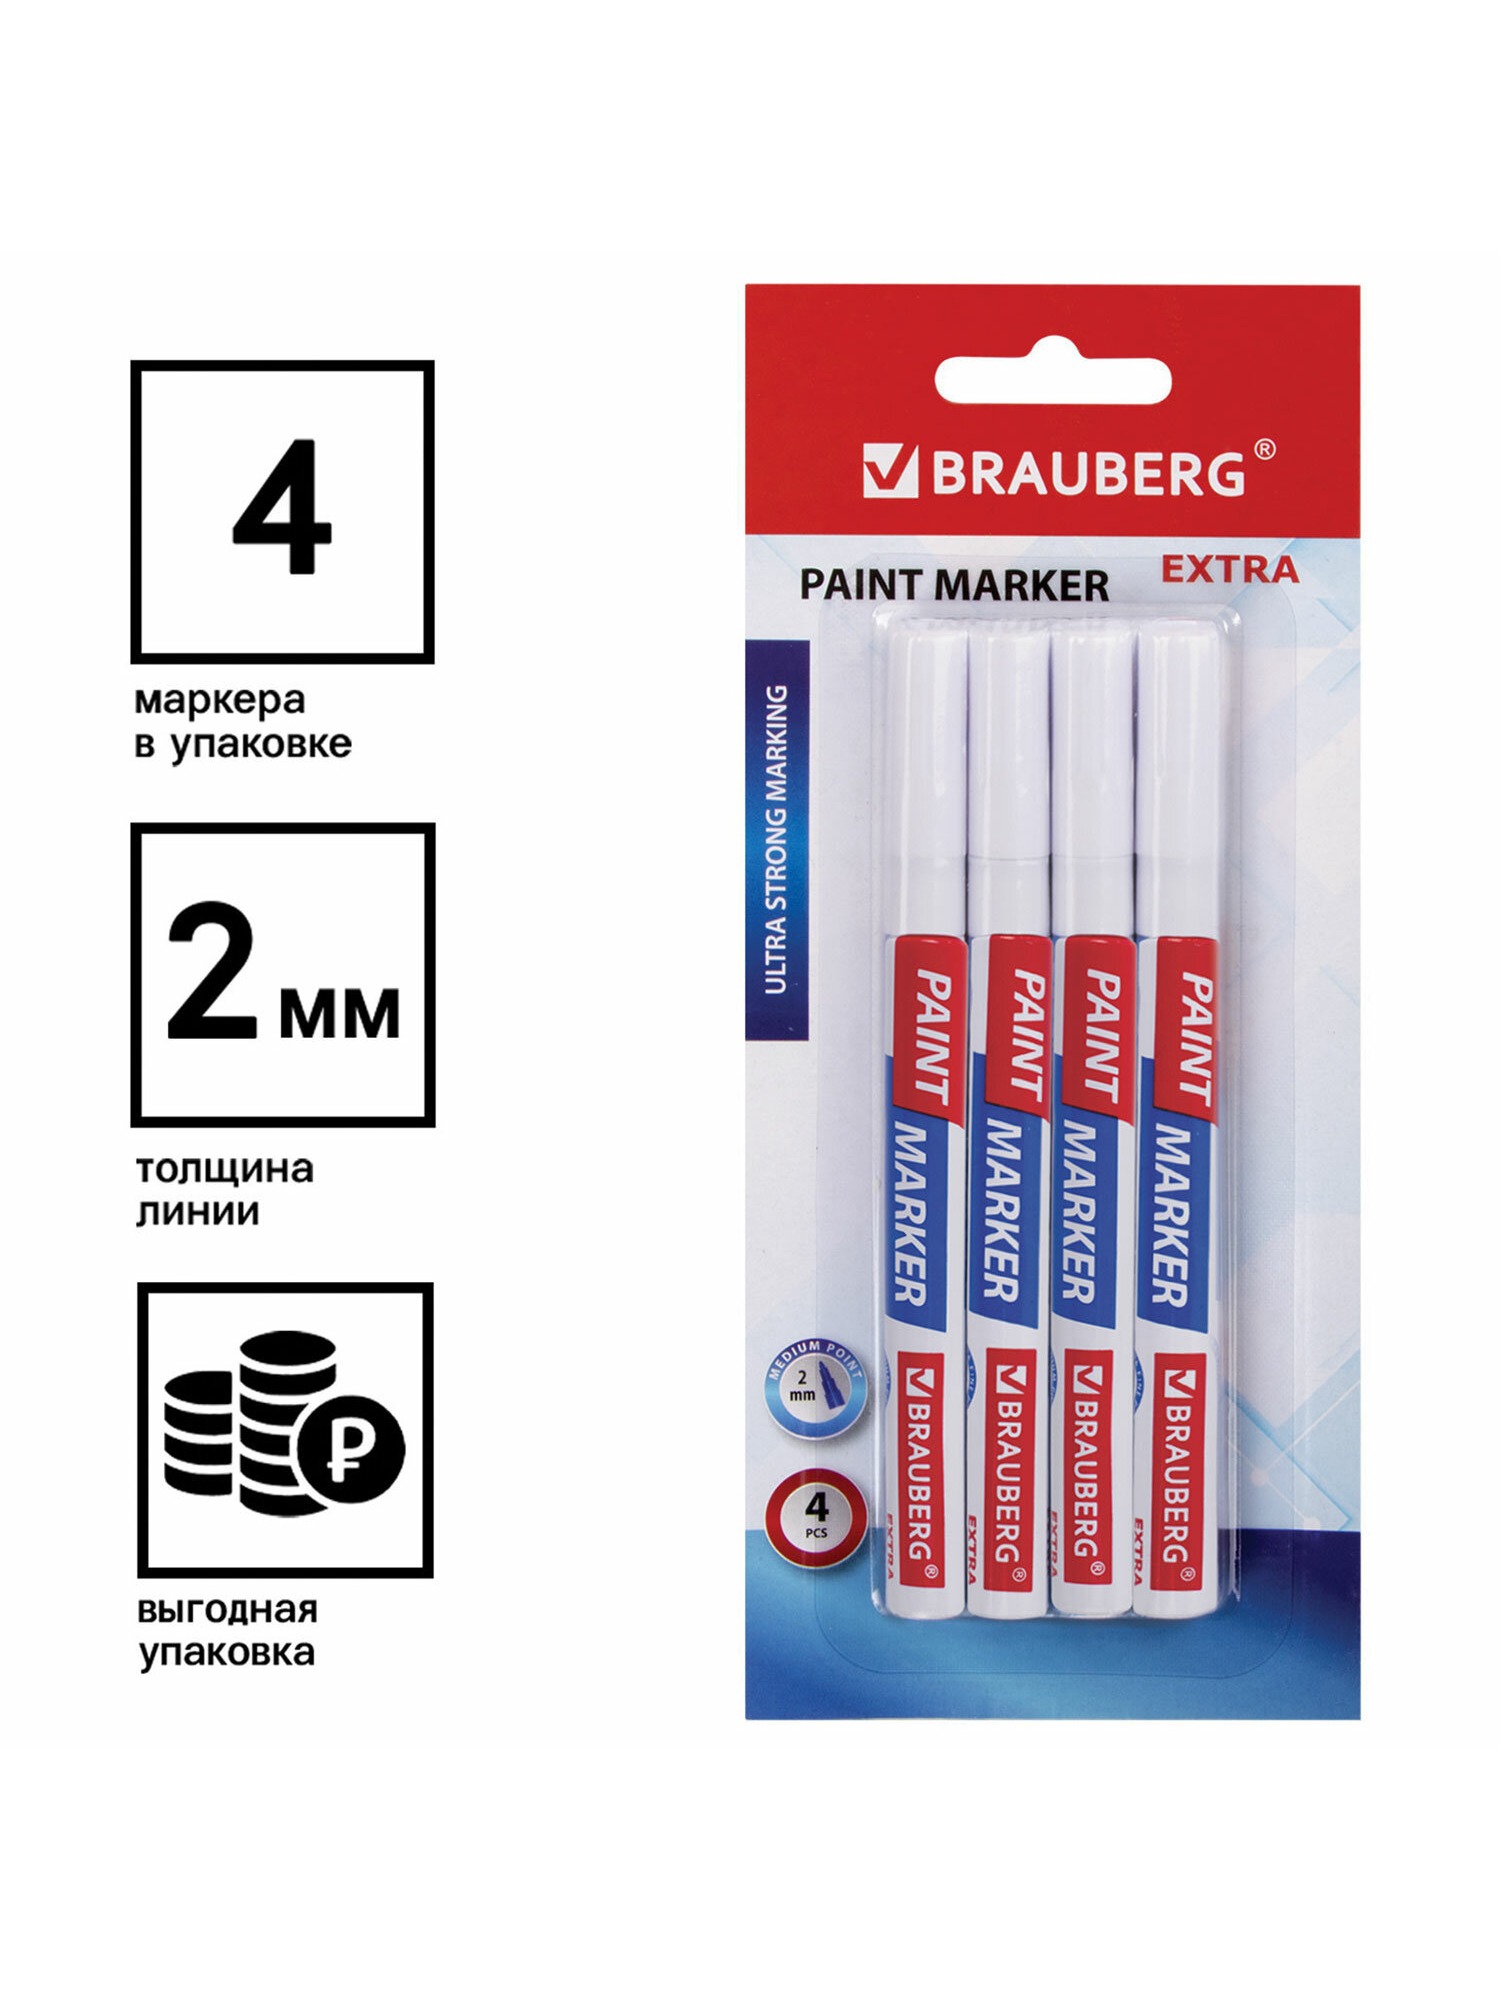 4
маркера
в упаковке
2 мм
толщина
линии
₽
выгодная
упаковка
BRAUBERG®
PAINT MARKER
EXTRA
ULTRA STRONG MARKING
MEDIUM POINT
2
mm
4
PCS
PAINT MARKER
BRAUBERG®
EXTRA
PAINT MARKER
BRAUBERG®
EXTRA
PAINT MARKER
BRAUBERG®
EXTRA
PAINT MARKER
BRAUBERG®
EXTRA